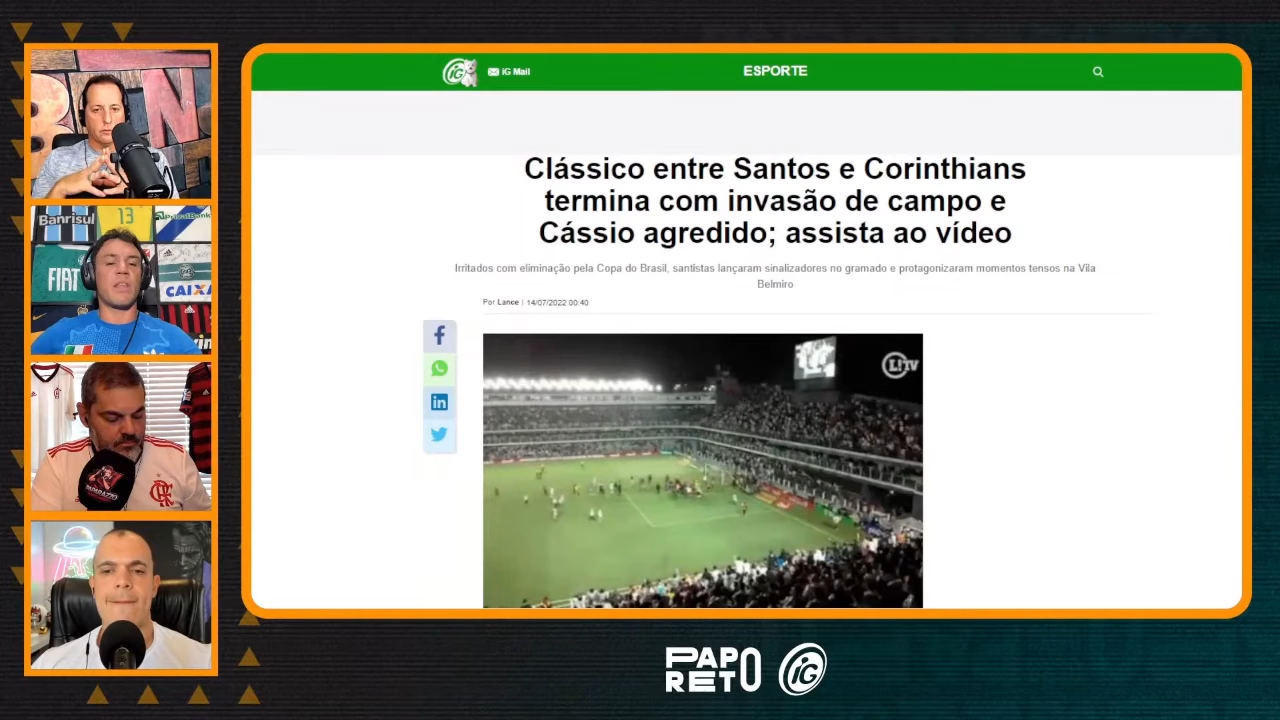 iG
iG Mail
ESPORTE
Clássico entre Santos e Corinthians
termina com invasão de campo e
Cássio agredido; assista ao vídeo
Irritados com eliminação pela Copa do Brasil, santistas lançaram sinalizadores no gramado e protagonizaram momentos tensos na Vila
Belmiro
Por Lance | 14/07/2022 00:40
L!TV
Banrisul
13
FIAT
CAIXA
PAPARAZZO
PAPO
RETO
iG